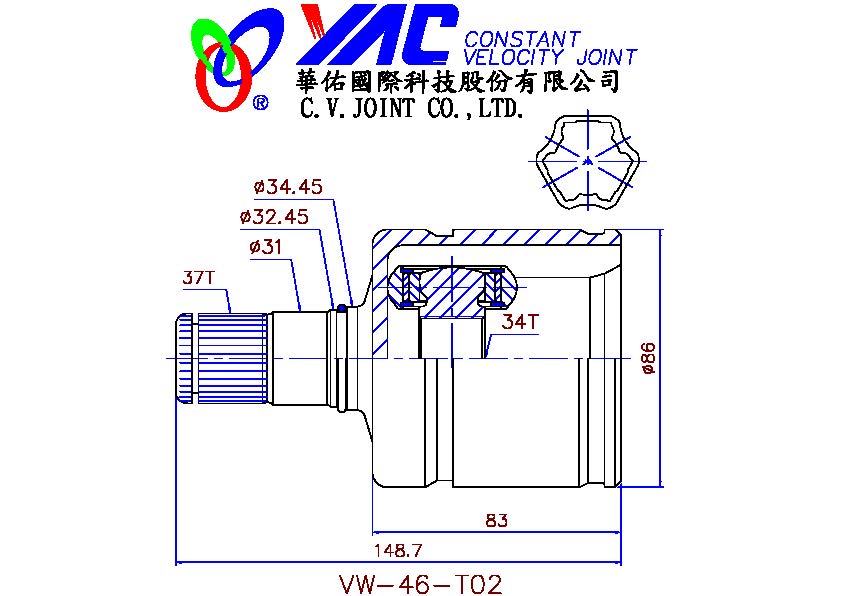 YAC CONSTANT
VELOCITY JOINT
®
華佑國際科技股份有限公司
C.V.JOINT CO.,LTD.
ø34.45
ø32.45
ø31
37T
34T
ø86
83
148.7
VW-46-T02